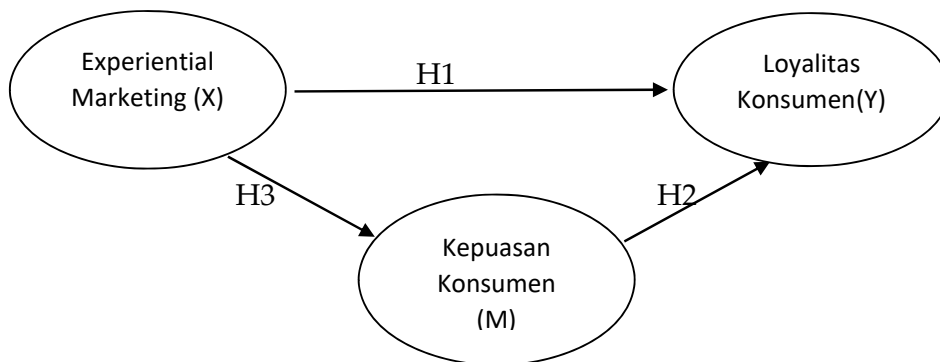 Experiential
Marketing (X)
H1
Loyalitas
Konsumen(Y)
H3
H2
Kepuasan
Konsumen
(M)